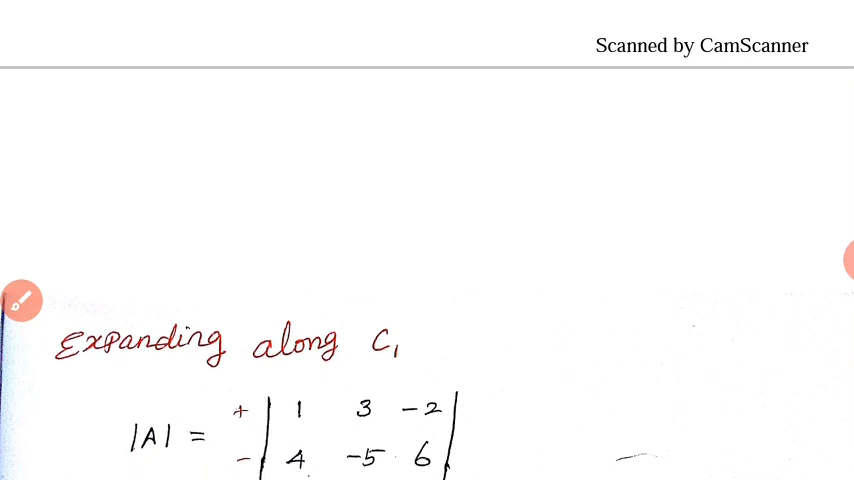 Scanned by CamScanner
Expanding along C₁
+ | 1 3 -2 |
|A| =
- | 4 -5 6 |